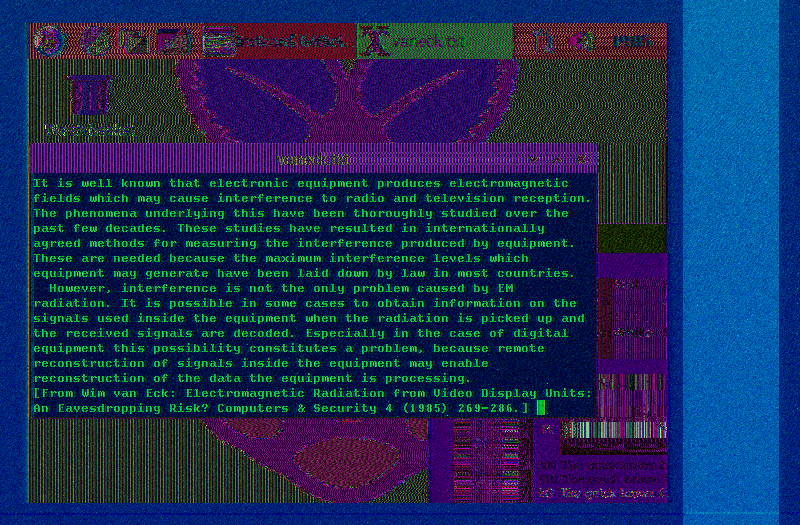 It is well known that electronic equipment produces electromagnetic
fields which may cause interference to radio and television reception.
The phenomena underlying this have been thoroughly studied over the
past few decades. These studies have resulted in internationally
agreed methods for measuring the interference produced by equipment.
These are needed because the maximum interference levels which
equipment may generate have been laid down by law in most countries.
However, interference is not the only problem caused by EM
radiation. It is possible in some cases to obtain information on the
signals used inside the equipment when the radiation is picked up and
the received signals are decoded. Especially in the case of digital
equipment this possibility constitutes a problem, because remote
reconstruction of signals inside the equipment may enable
reconstruction of the data the equipment is processing.
[From Wim van Eck: Electromagnetic Radiation from Video Display Units:
An Eavesdropping Risk? Computers & Security 4 (1985) 269-286.]